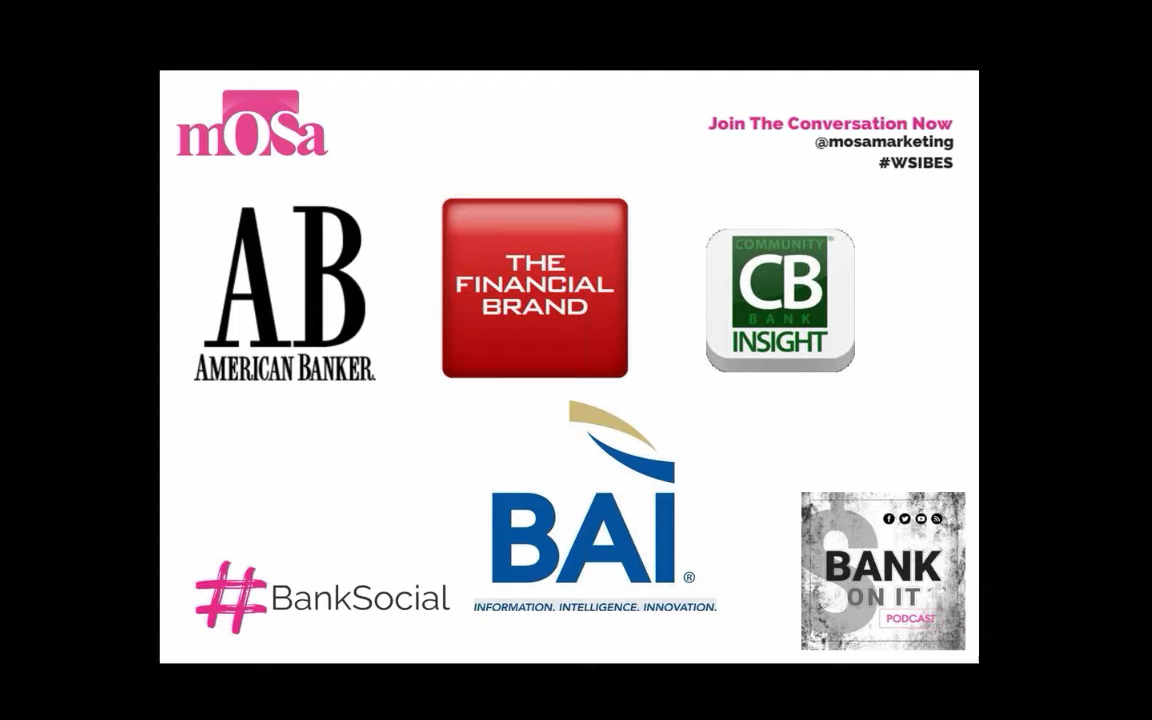 mOSa
Join The Conversation Now
@mosamarketing
#WSIBES
AB
AMERICAN BANKER.
THE
FINANCIAL
BRAND
COMMUNITY
CB
BANK
INSIGHT
BAI®
INFORMATION. INTELLIGENCE. INNOVATION.
#BankSocial
$
BANK
ON IT
PODCAST